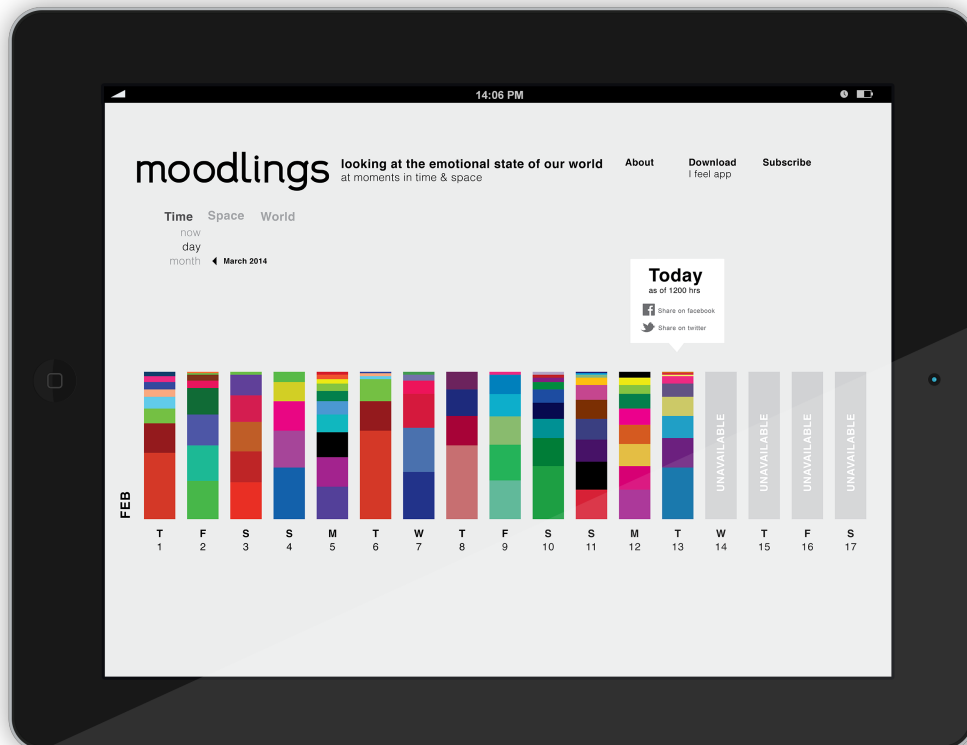 14:06 PM
moodlings
looking at the emotional state of our world
at moments in time & space
About
Download
I feel app
Subscribe
Time Space World
now
day
month March 2014
Today
as of 1200 hrs
Share on facebook
Share on twitter
FEB
UNAVAILABLE
UNAVAILABLE
UNAVAILABLE
UNAVAILABLE
T F S S M T W T F S S M T W T F S
1 2 3 4 5 6 7 8 9 10 11 12 13 14 15 16 17